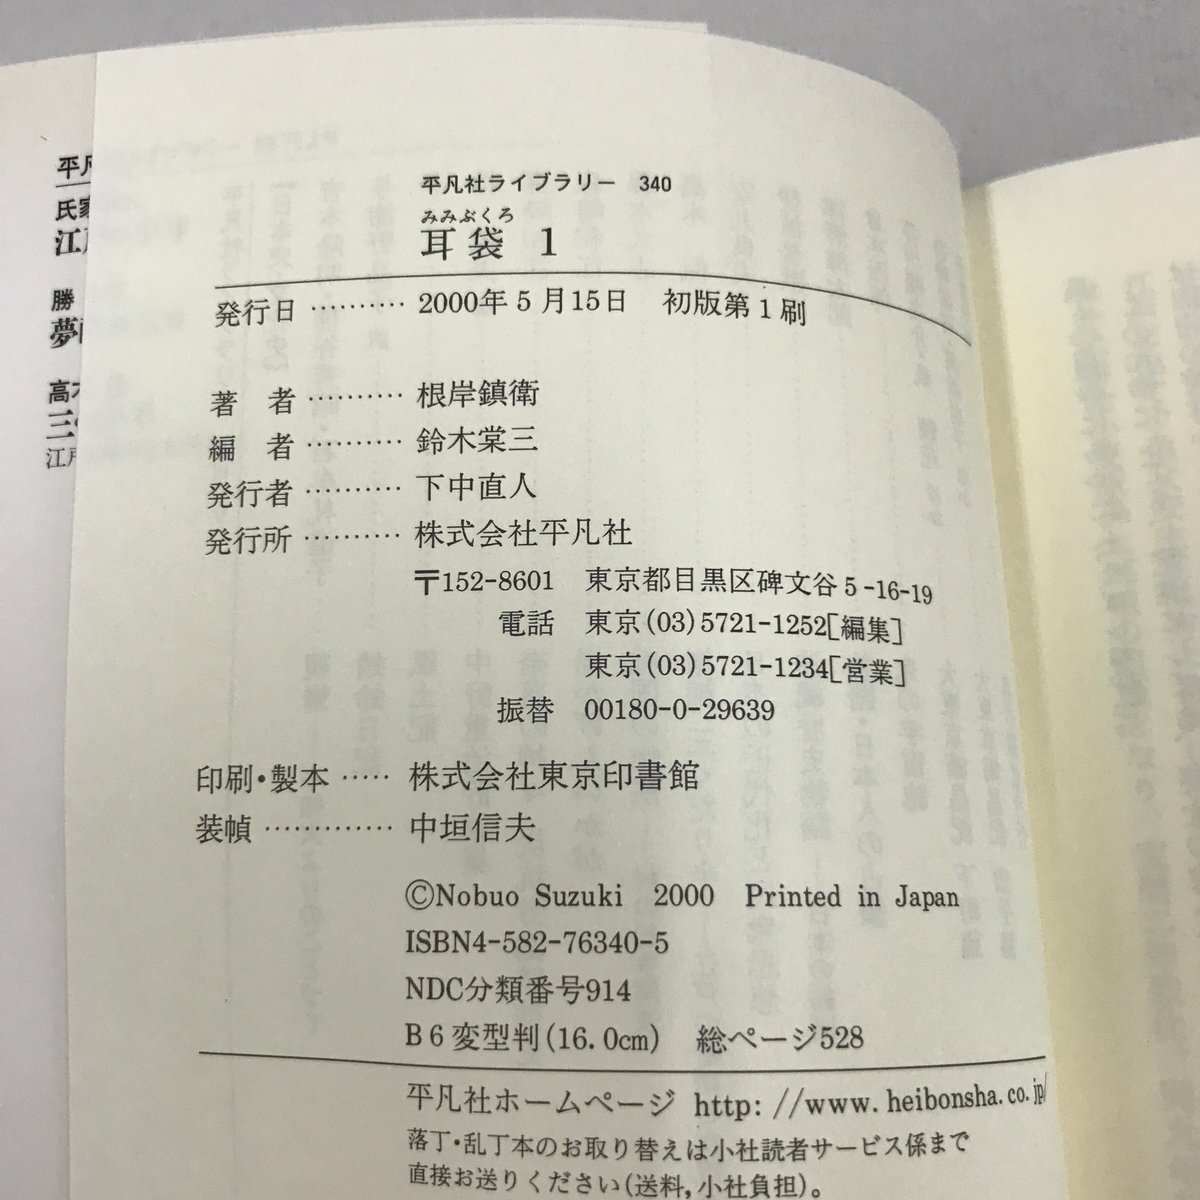 平凡社ライブラリー 340
みみぶくろ
耳袋 1
発行日………… 2000年5月15日 初版第1刷
著 者………… 根岸鎮衛
編 者………… 鈴木棠三
発行者………… 下中直人
発行所………… 株式会社平凡社
〒152-8601 東京都目黒区碑文谷5-16-19
電話 東京(03)5721-1252[編集]
東京(03)5721-1234[営業]
振替 00180-0-29639
印刷・製本…… 株式会社東京印書館
装幀………… 中垣信夫
©Nobuo Suzuki 2000 Printed in Japan
ISBN4-582-76340-5
NDC分類番号914
B6変型判(16.0cm) 総ページ528
平凡社ホームページ http://www.heibonsha.co.jp/
落丁・乱丁本のお取り替えは小社読者サービス係まで
直接お送りください(送料,小社負担)。